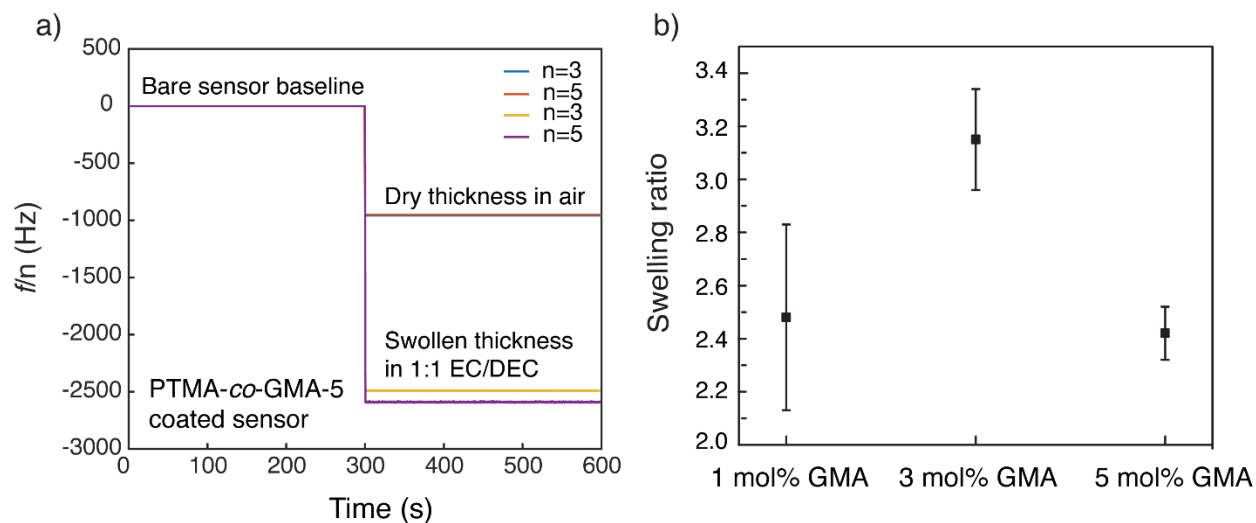 a)
f/n (Hz)
500
0
-500
-1000
-1500
-2000
-2500
-3000
Bare sensor baseline
n=3
n=5
n=3
n=5
Dry thickness in air
Swollen thickness
in 1:1 EC/DEC
PTMA-co-GMA-5
coated sensor
0 100 200 300 400 500 600
Time (s)
b)
Swelling ratio
3.4
3.2
3.0
2.8
2.6
2.4
2.2
2.0
1 mol% GMA 3 mol% GMA 5 mol% GMA